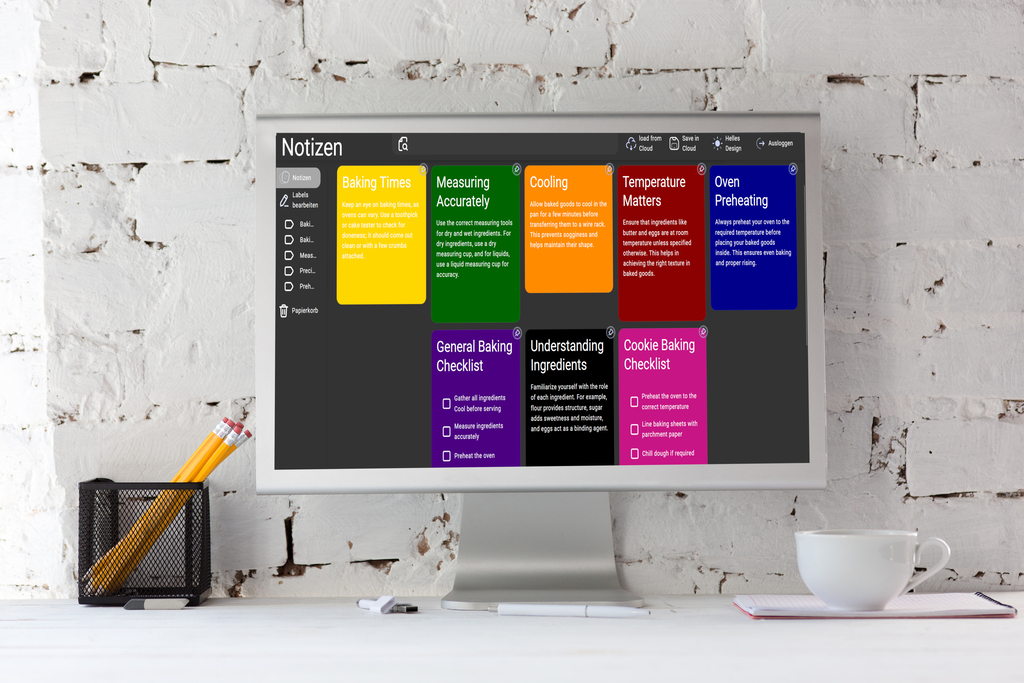 Notizen
load from
Cloud
Save in
Cloud
Helles
Design
Ausloggen
Notizen
Labels
bearbeiten
Baki..
Baki..
Meas..
Preci..
Preh..
Papierkorb
Baking Times
Keep an eye on baking times, as
ovens can vary. Use a toothpick
or cake tester to check for
doneness; it should come out
clean or with a few crumbs
attached.
Measuring
Accurately
Use the correct measuring tools
for dry and wet ingredients. For
dry ingredients, use a dry
measuring cup, and for liquids,
use a liquid measuring cup for
accuracy.
Cooling
Allow baked goods to cool in the
pan for a few minutes before
transferring them to a wire rack.
This prevents sogginess and
helps maintain their shape.
Temperature
Matters
Ensure that ingredients like
butter and eggs are at room
temperature unless specified
otherwise. This helps in
achieving the right texture in
baked goods.
Oven
Preheating
Always preheat your oven to the
required temperature before
placing your baked goods
inside. This ensures even baking
and proper rising.
General Baking
Checklist
Gather all ingredients
Cool before serving
Measure ingredients
accurately
Preheat the oven
Understanding
Ingredients
Familiarize yourself with the role
of each ingredient. For example,
flour provides structure, sugar
adds sweetness and moisture,
and eggs act as a binding agent.
Cookie Baking
Checklist
Preheat the oven to the
correct temperature
Line baking sheets with
parchment paper
Chill dough if required